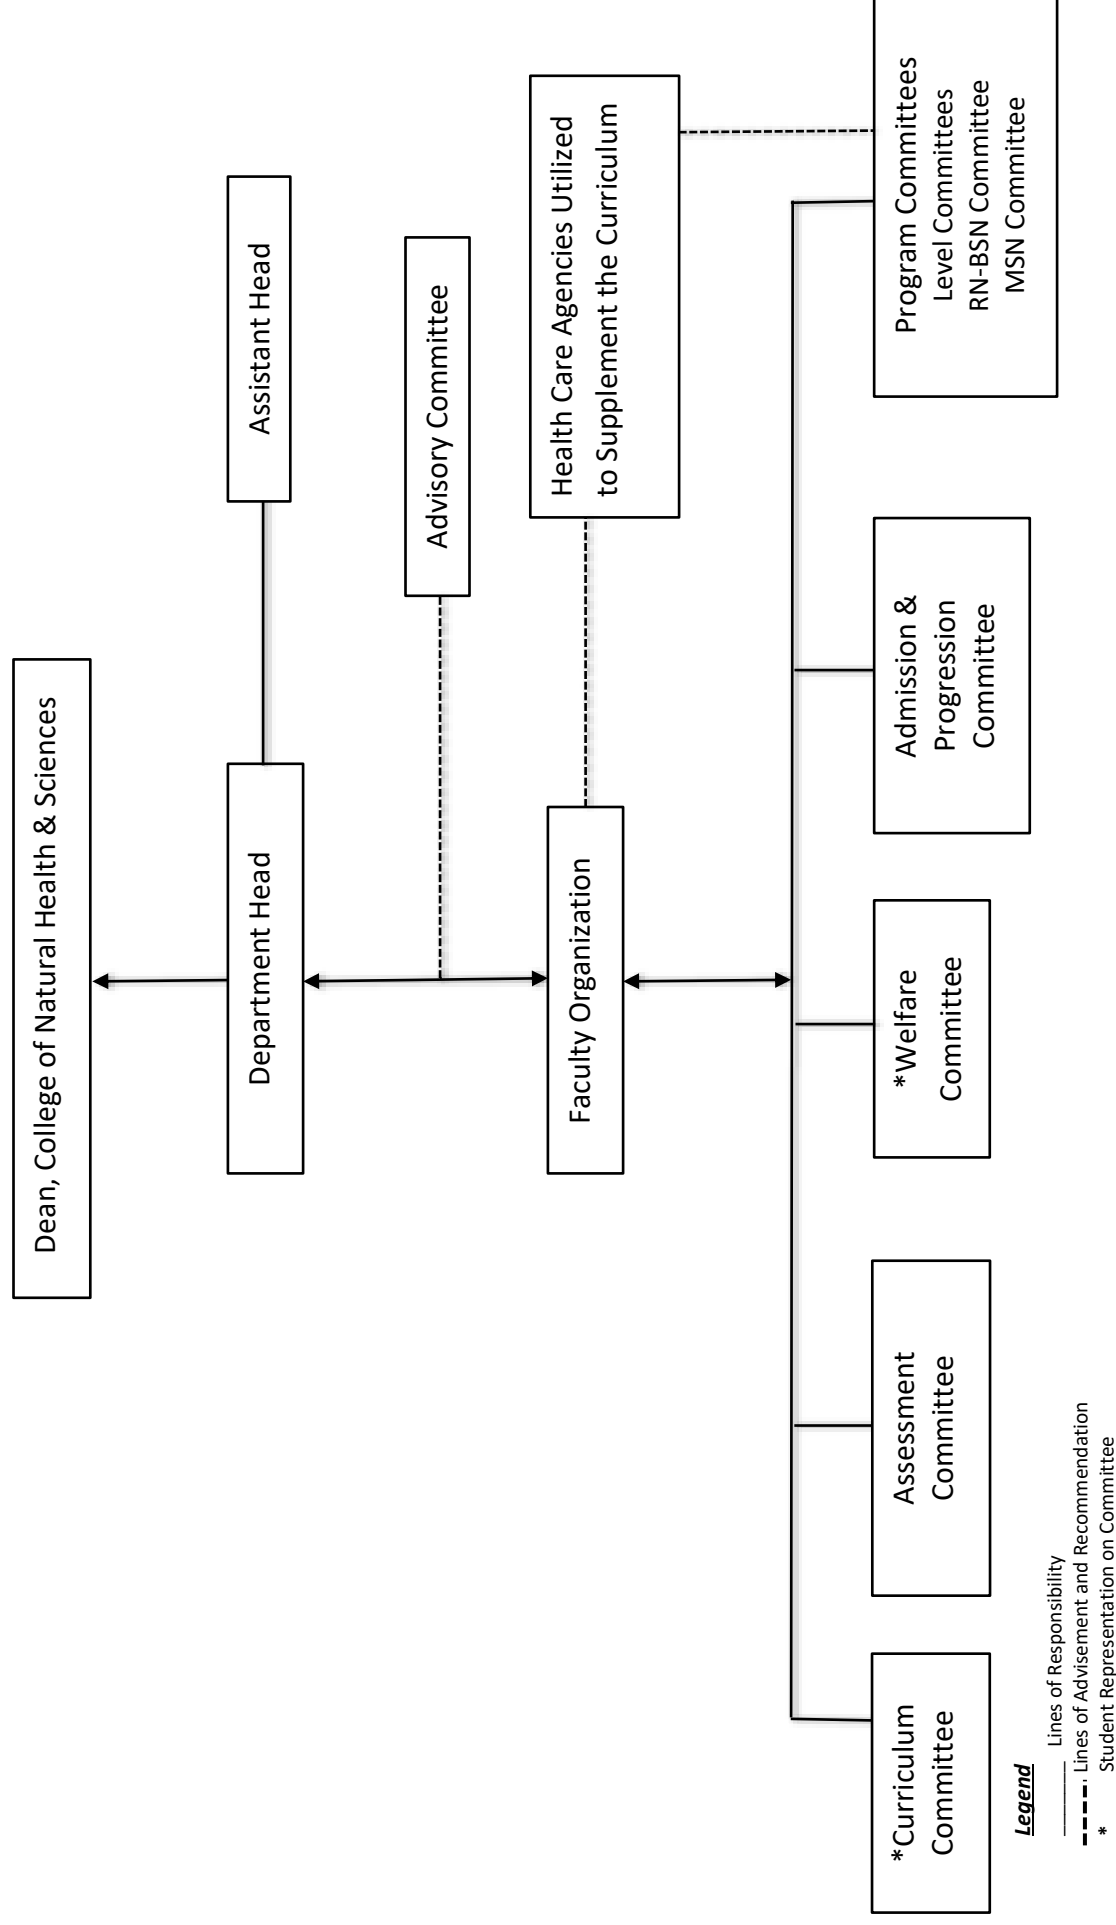 Dean, College of Natural Health & Sciences
Department Head
Assistant Head
Advisory Committee
Faculty Organization
Health Care Agencies Utilized
to Supplement the Curriculum
*Curriculum
Committee
Assessment
Committee
*Welfare
Committee
Admission &
Progression
Committee
Program Committees
Level Committees
RN-BSN Committee
MSN Committee
Legend
Lines of Responsibility
Lines of Advisement and Recommendation
* Student Representation on Committee